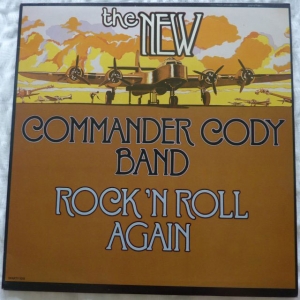 the NEW
COMMANDER CODY
BAND
ROCK 'N ROLL
AGAIN